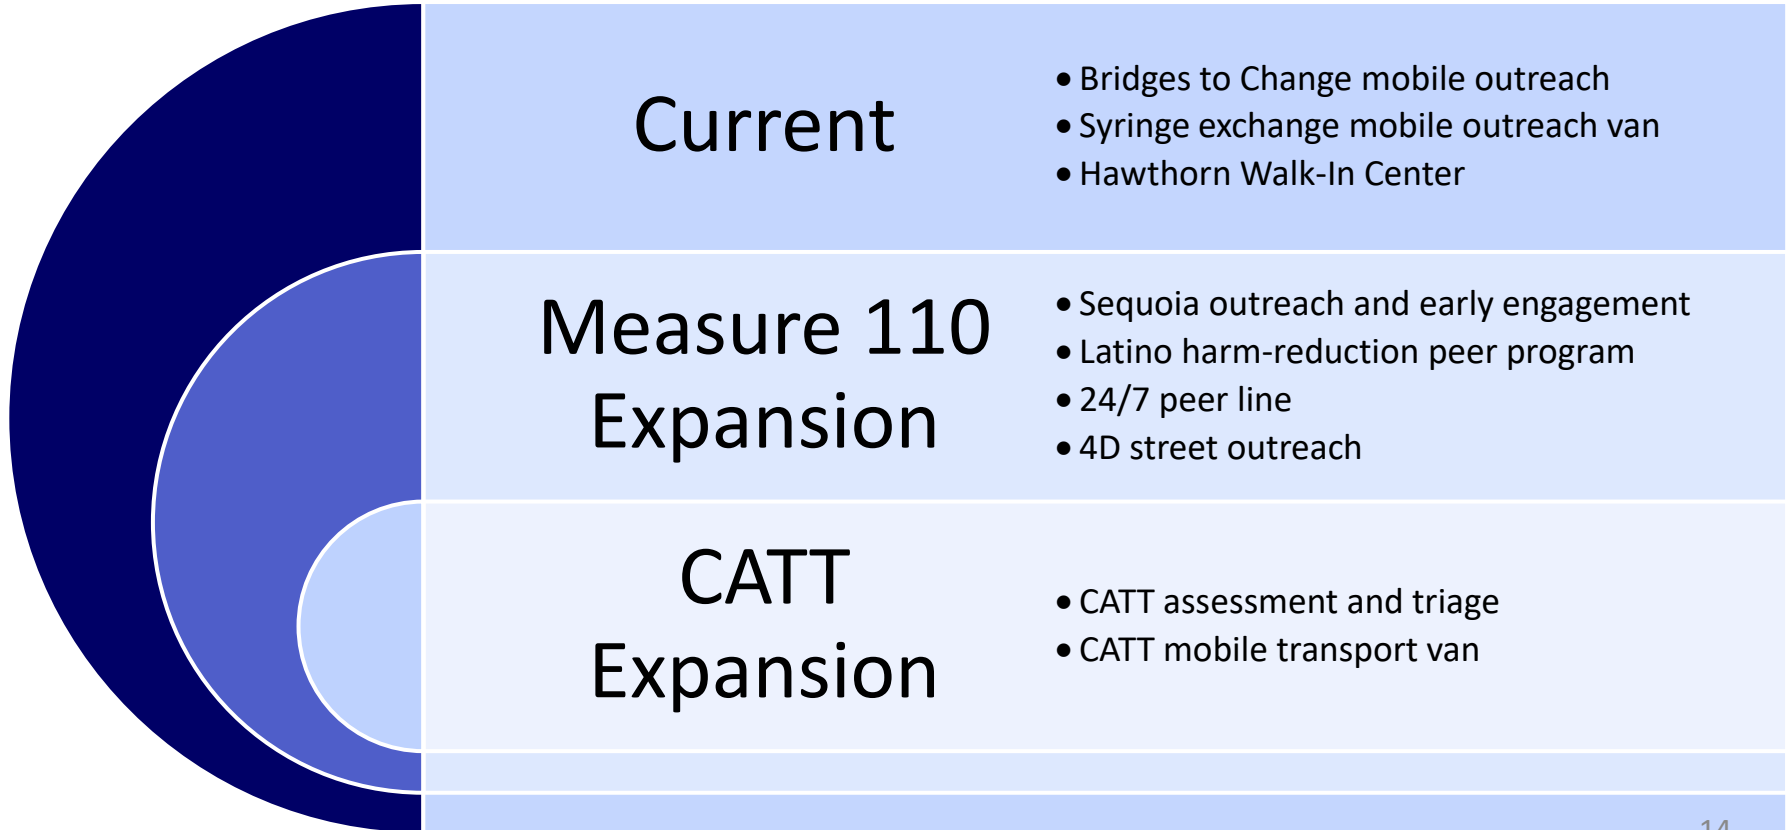 Current
• Bridges to Change mobile outreach
• Syringe exchange mobile outreach van
• Hawthorn Walk-In Center
Measure 110
Expansion
• Sequoia outreach and early engagement
• Latino harm-reduction peer program
• 24/7 peer line
• 4D street outreach
CATT
Expansion
• CATT assessment and triage
• CATT mobile transport van
14